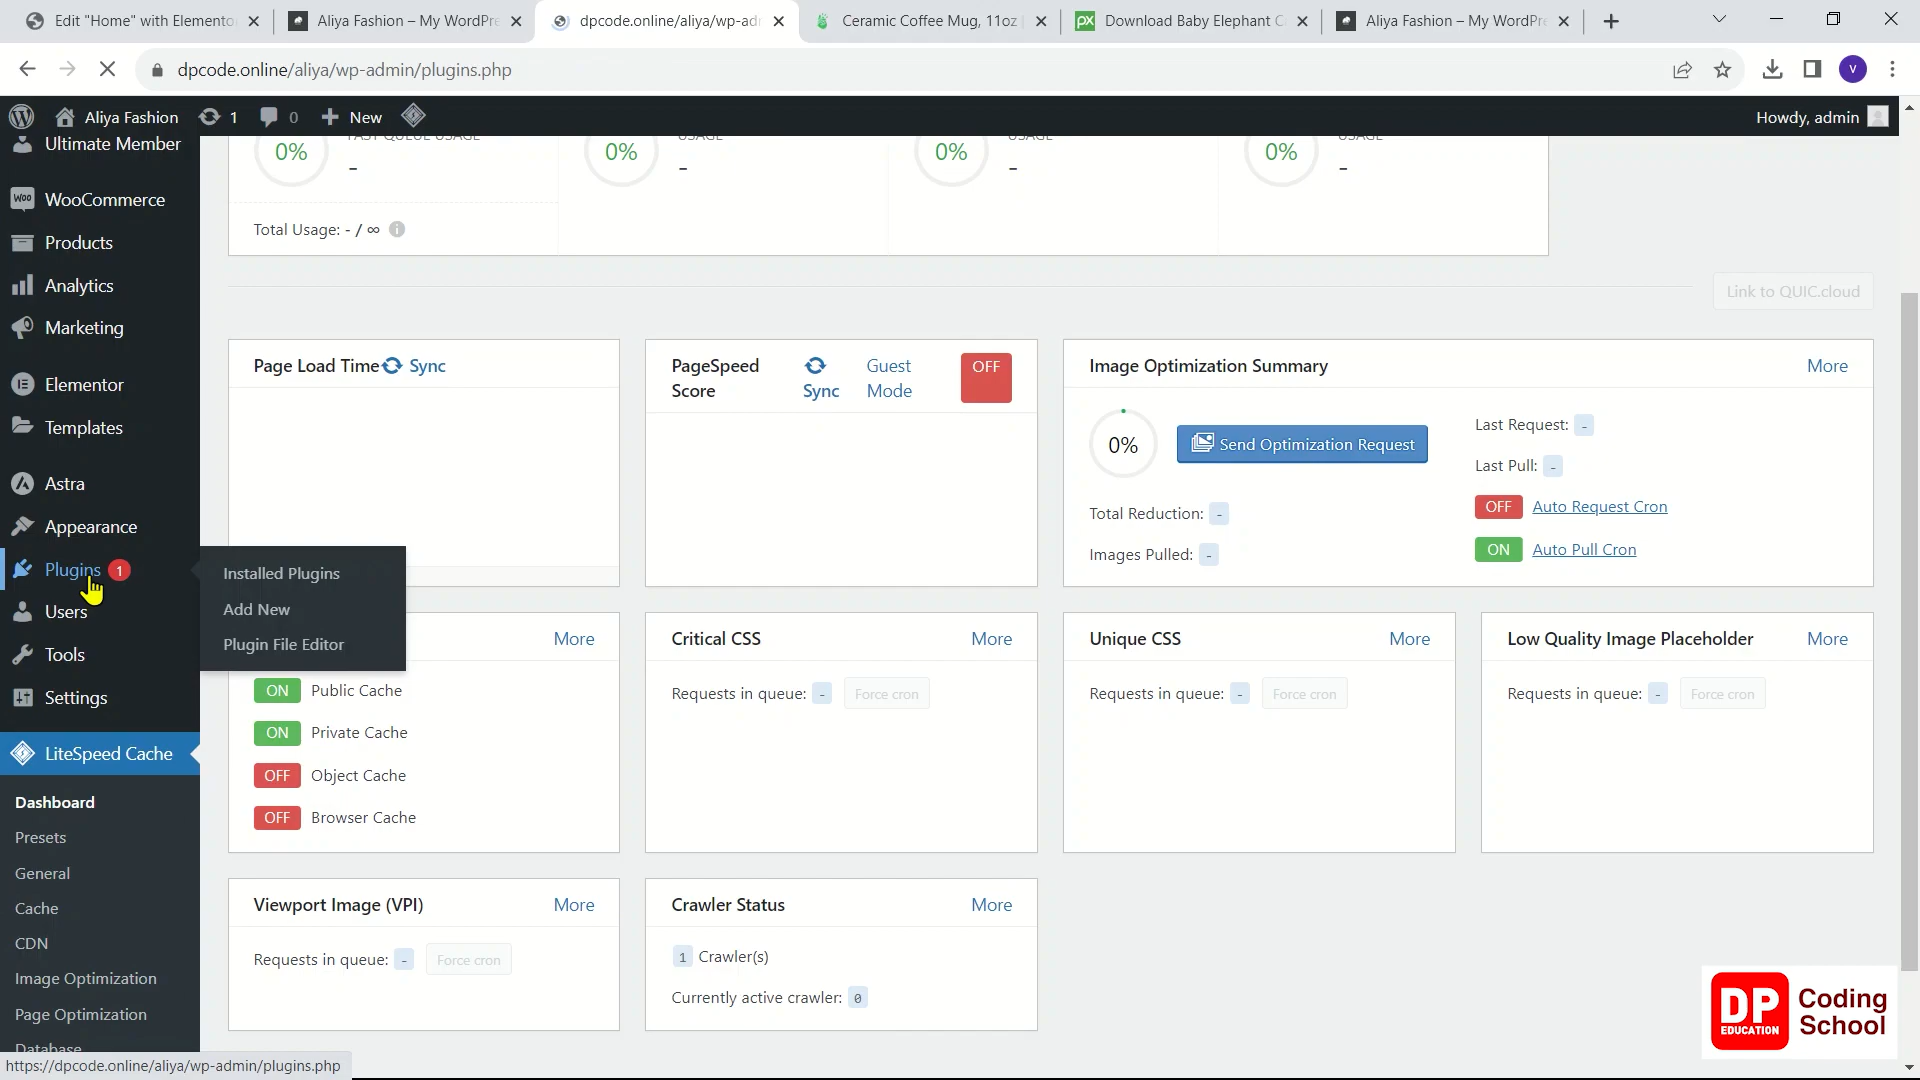 Edit "Home" with Elemento
Aliya Fashion – My WordPre
dpcode.online/aliya/wp-adr
Ceramic Coffee Mug, 11oz
Download Baby Elephant C
Aliya Fashion – My WordPre
dpcode.online/aliya/wp-admin/plugins.php
V
Aliya Fashion
1
0
New
Howdy, admin
Ultimate Member
WooCommerce
Products
Analytics
Marketing
Elementor
Templates
Astra
Appearance
Plugins 1
Users
Tools
Settings
LiteSpeed Cache
Dashboard
Presets
General
Cache
CDN
Image Optimization
Page Optimization
Database
Installed Plugins
Add New
Plugin File Editor
0%
FAST QUEUE USAGE
-
0%
USAGE
-
0%
USAGE
-
0%
USAGE
-
Total Usage: - / ∞
Link to QUIC.cloud
Page Load Time Sync
PageSpeed
Score
Sync
Guest
Mode
OFF
Image Optimization Summary
More
0%
Send Optimization Request
Total Reduction: -
Images Pulled: -
Last Request: -
Last Pull: -
OFF Auto Request Cron
ON Auto Pull Cron
More
ON Public Cache
ON Private Cache
OFF Object Cache
OFF Browser Cache
Critical CSS
More
Requests in queue: - Force cron
Unique CSS
More
Requests in queue: - Force cron
Low Quality Image Placeholder
More
Requests in queue: - Force cron
Viewport Image (VPI)
More
Requests in queue: - Force cron
Crawler Status
More
1 Crawler(s)
Currently active crawler: 0
DP
EDUCATION
Coding
School
https://dpcode.online/aliya/wp-admin/plugins.php